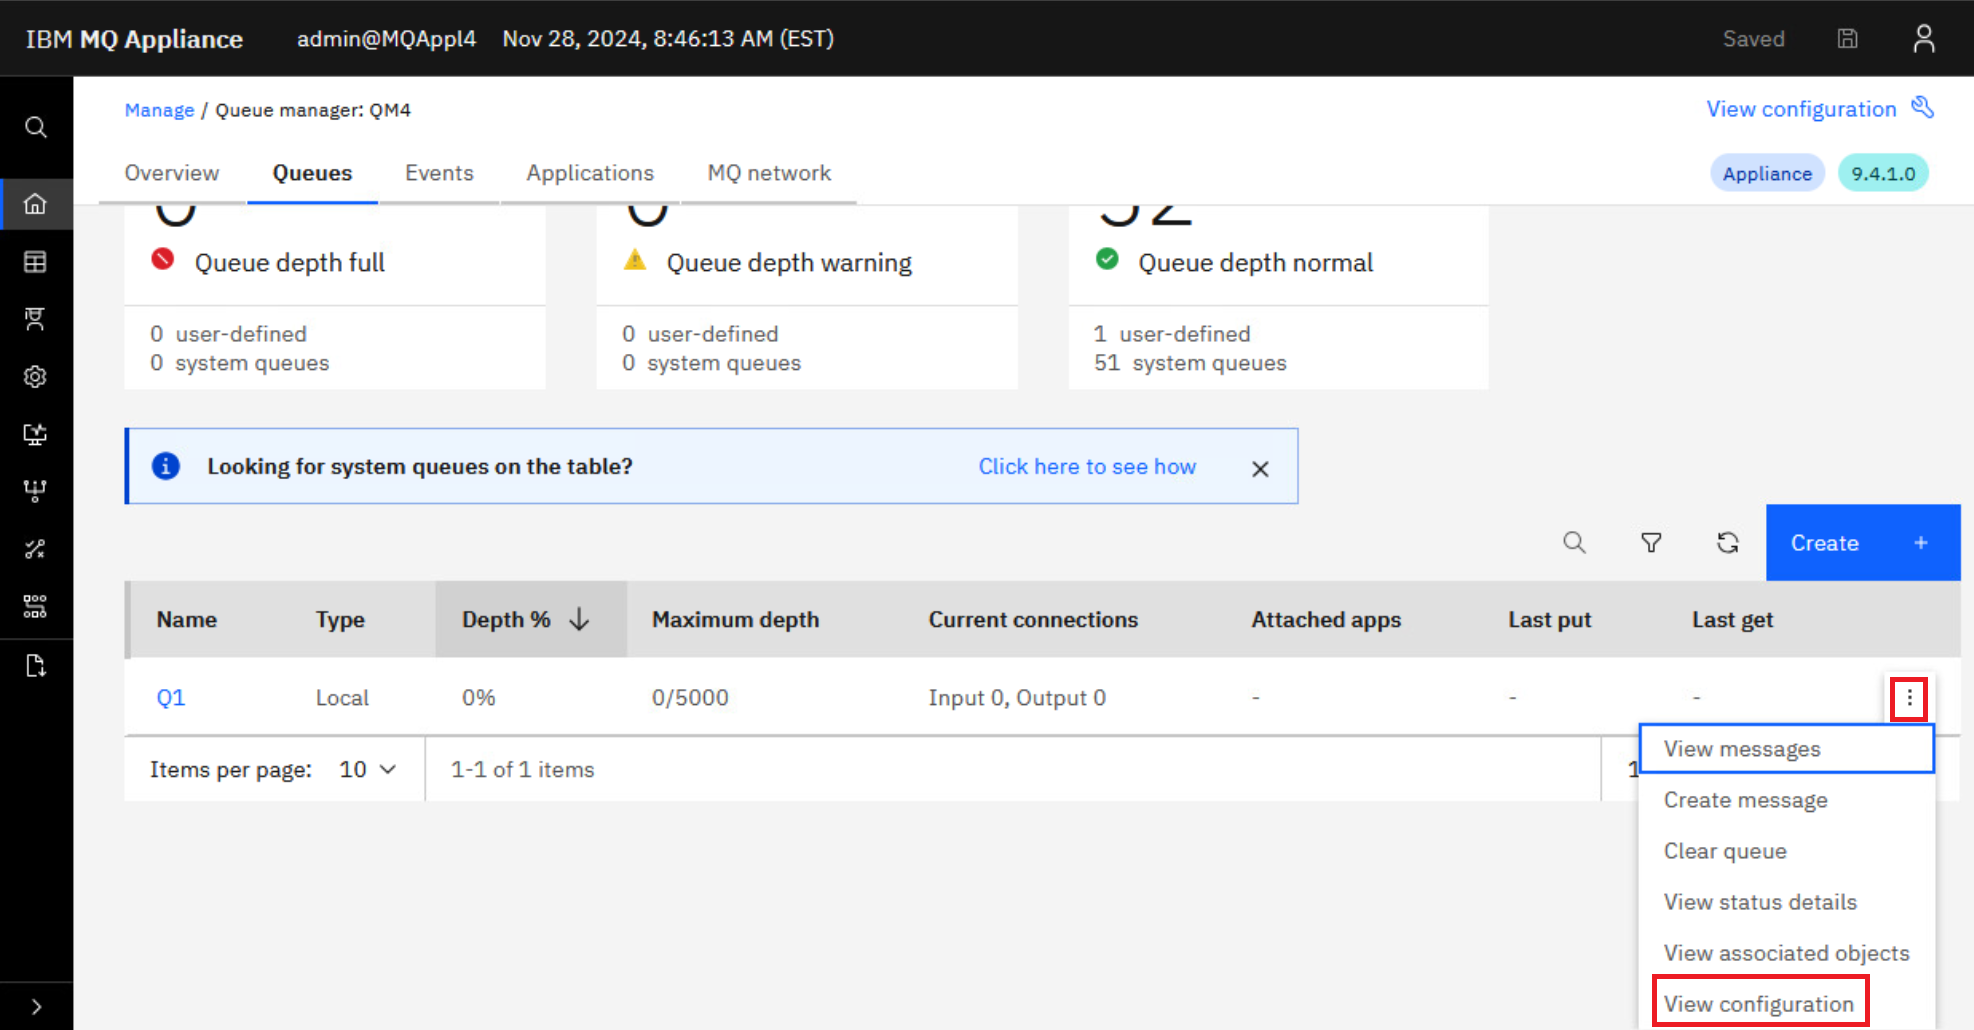 IBM MQ Appliance admin@MQAppl4 Nov 28, 2024, 8:46:13 AM (EST) Saved
Manage / Queue manager: QM4 View configuration
Overview Queues Events Applications MQ network Appliance 9.4.1.0
0 0 52
Queue depth full Queue depth warning Queue depth normal
0 user-defined 0 user-defined 1 user-defined
0 system queues 0 system queues 51 system queues
Looking for system queues on the table? Click here to see how
Create +
Name Type Depth % Maximum depth Current connections Attached apps Last put Last get
Q1 Local 0% 0/5000 Input 0, Output 0 - - -
Items per page: 10 1-1 of 1 items 1
View messages
Create message
Clear queue
View status details
View associated objects
View configuration